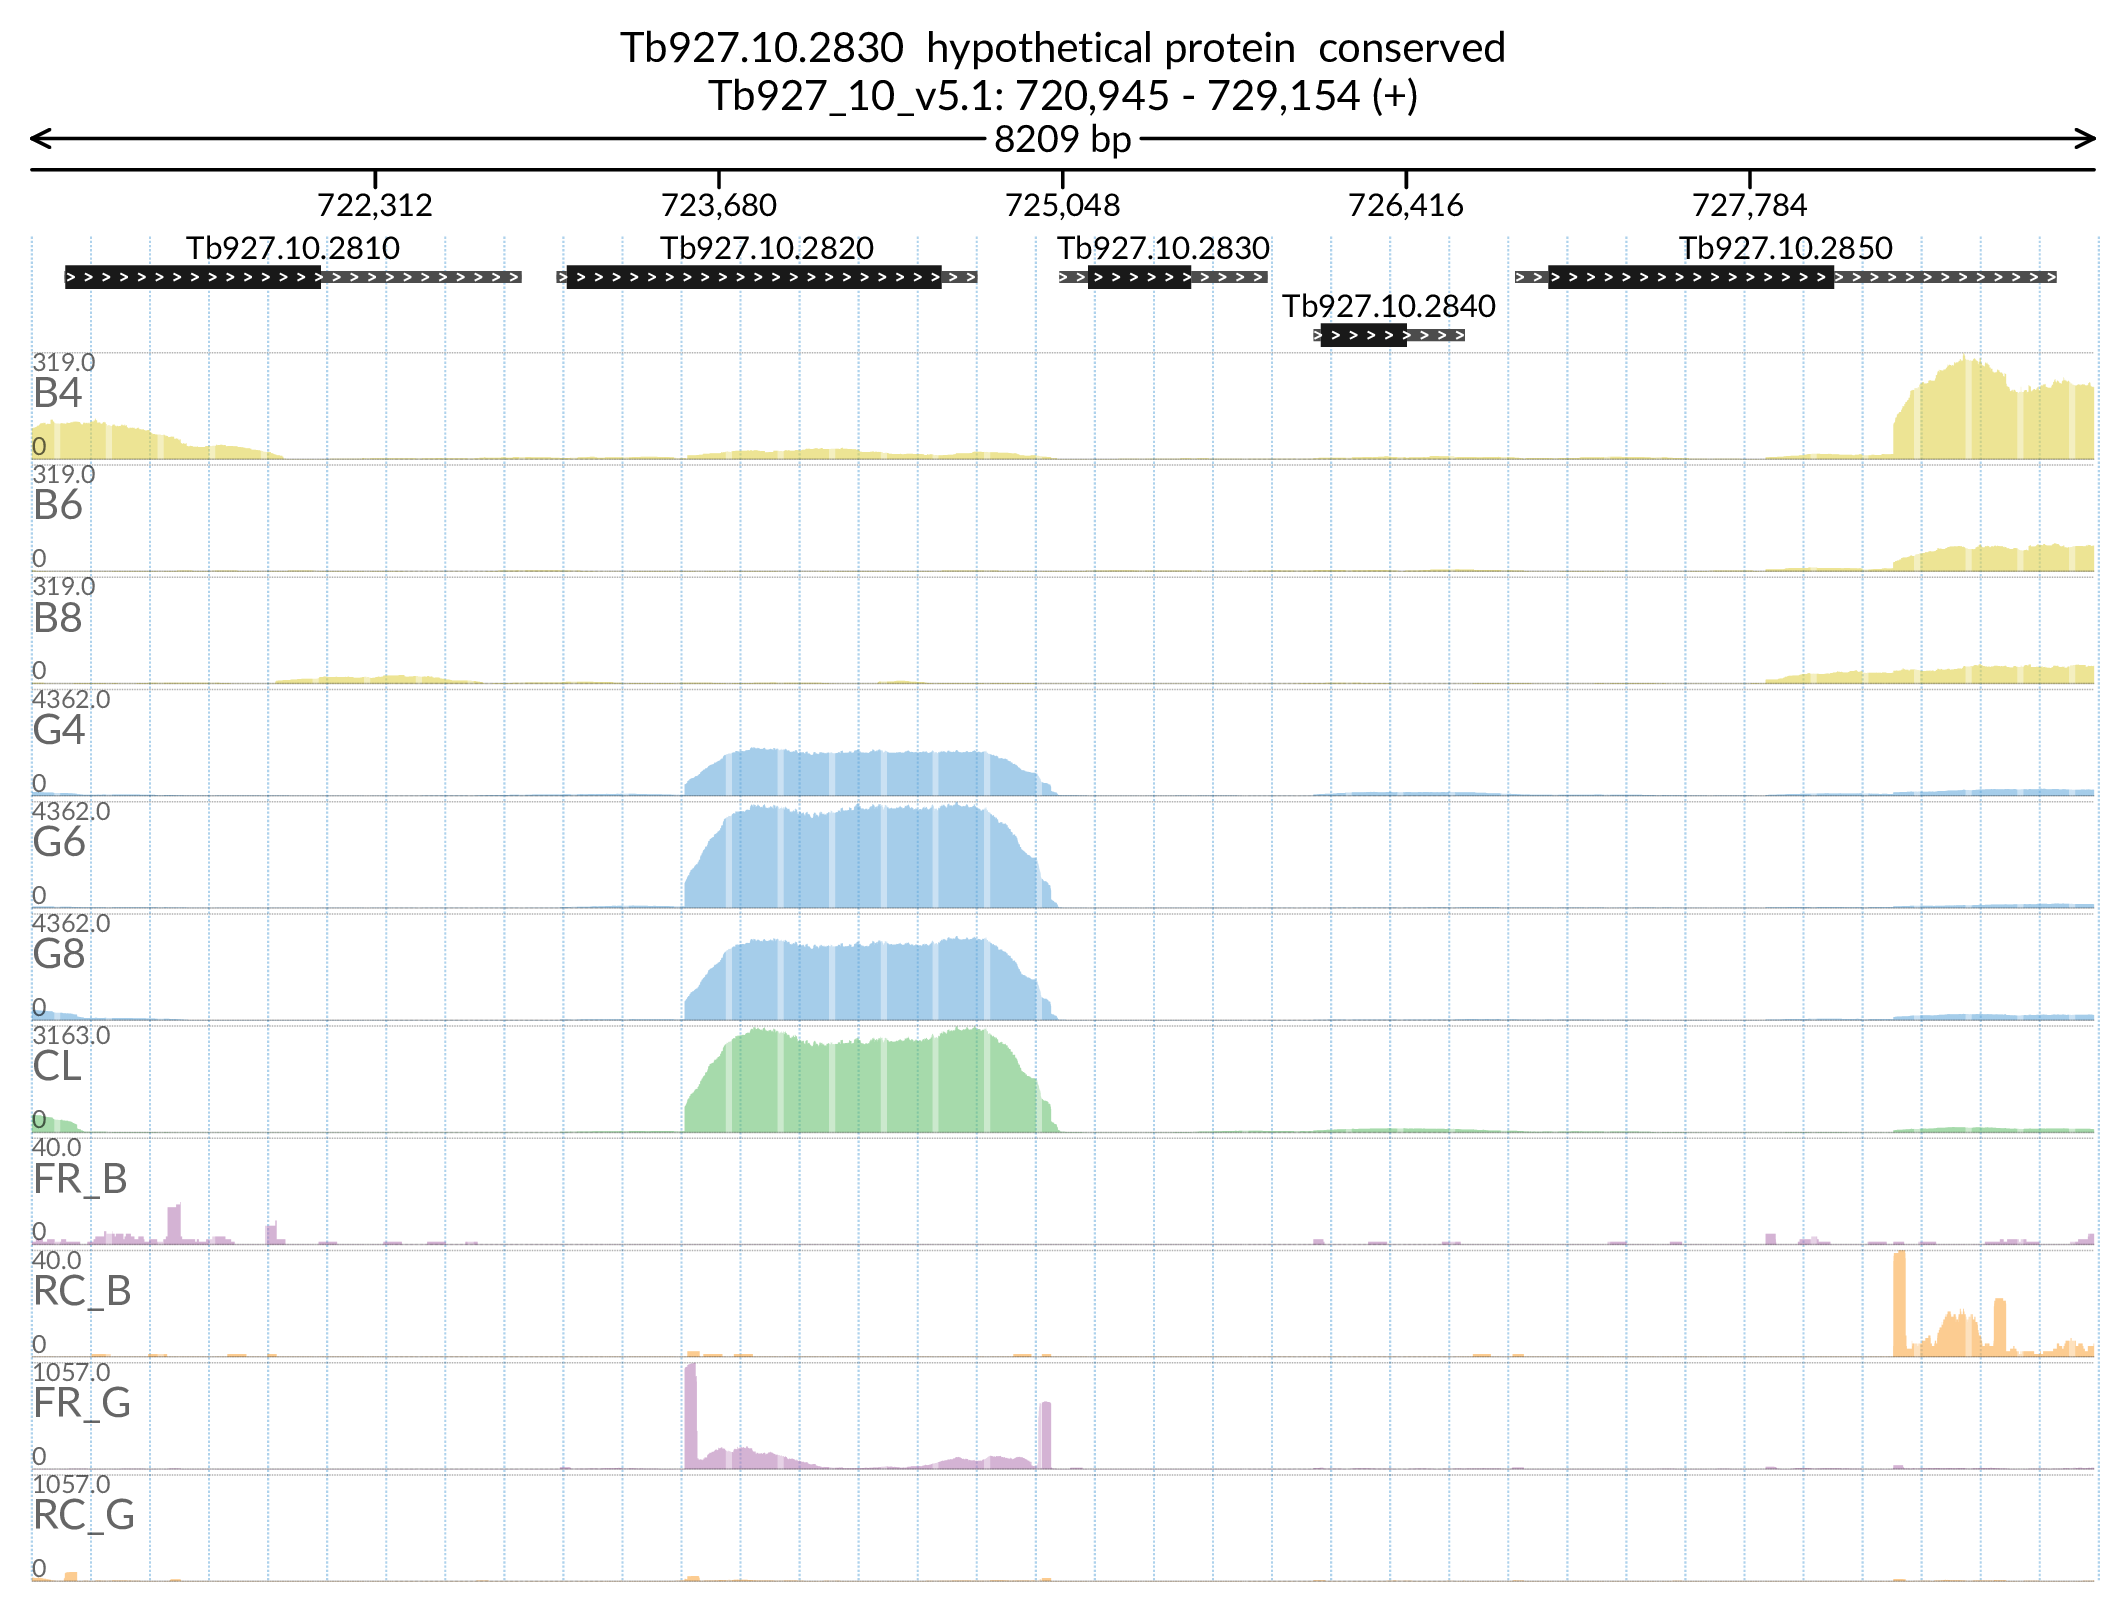 Tb927.10.2830  hypothetical protein  conserved
Tb927_10_v5.1: 720,945 - 729,154 (+)
8209 bp
722,312 723,680 725,048 726,416 727,784
Tb927.10.2810 Tb927.10.2820 Tb927.10.2830 Tb927.10.2850
Tb927.10.2840
319.0
B4
0
319.0
B6
0
319.0
B8
0
4362.0
G4
0
4362.0
G6
0
4362.0
G8
0
3163.0
CL
0
40.0
FR_B
0
40.0
RC_B
0
1057.0
FR_G
0
1057.0
RC_G
0